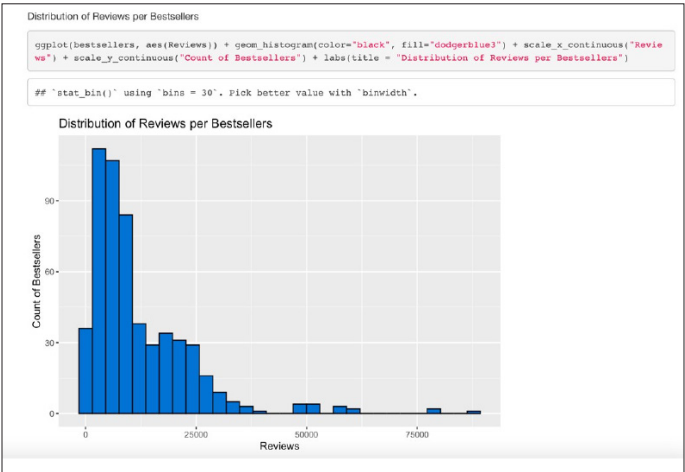 Distribution of Reviews per Bestsellers
ggplot(bestsellers, aes(Reviews)) + geom_histogram(color="black", fill="dodgerblue3") + scale_x_continuous("Revie
ws") + scale_y_continuous("Count of Bestsellers") + labs(title = "Distribution of Reviews per Bestsellers")
## `stat_bin()` using `bins = 30`. Pick better value with `binwidth`.
Distribution of Reviews per Bestsellers
Count of Bestsellers
90
60
30
0
0 25000 50000 75000
Reviews